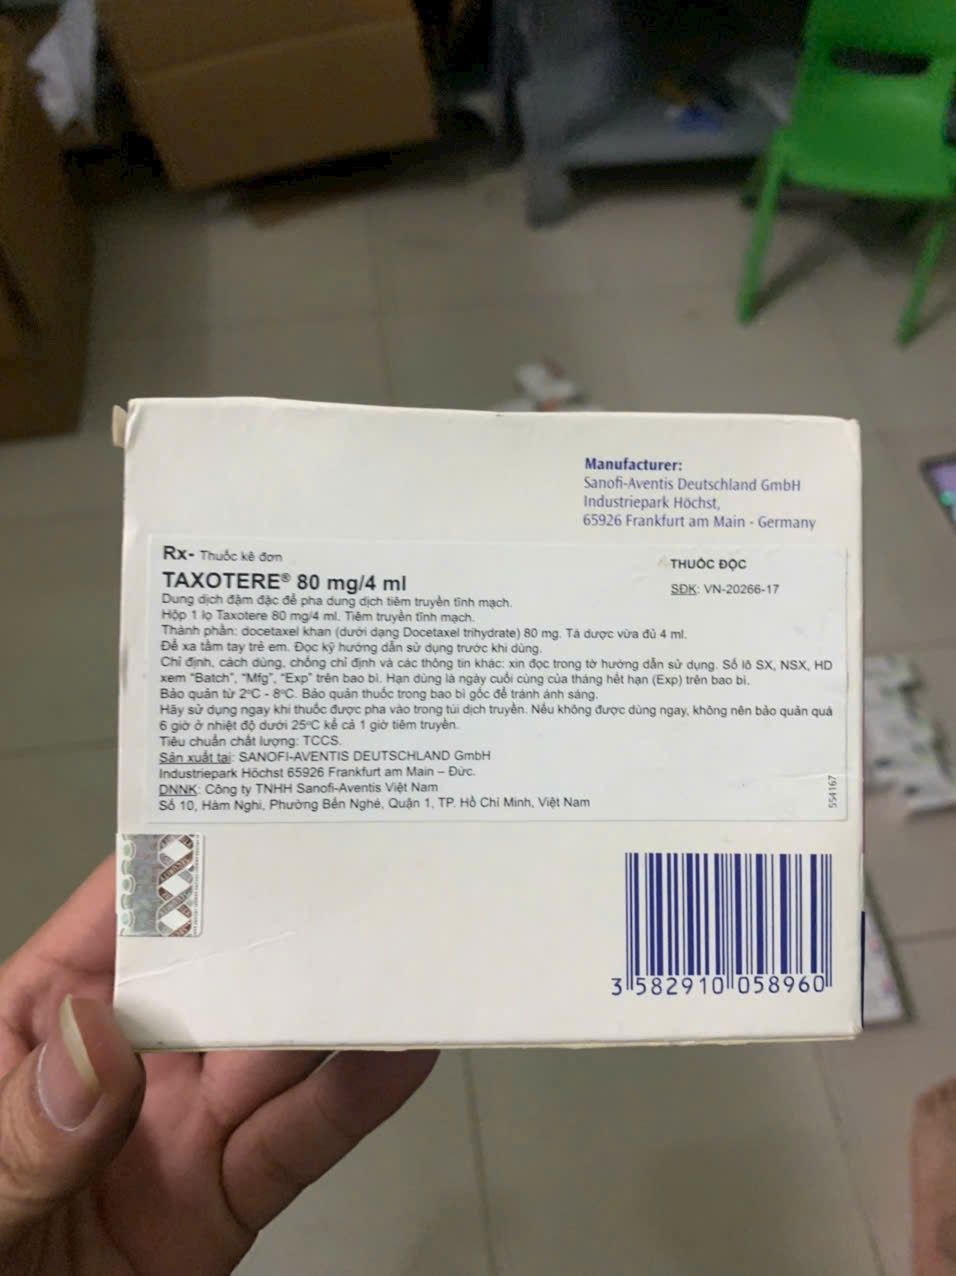 Manufacturer:
Sanofi-Aventis Deutschland GmbH
Industriepark Höchst,
65926 Frankfurt am Main - Germany
Rx- Thuốc kê đơn
THUỐC ĐỘC
TAXOTERE® 80 mg/4 ml
SĐK: VN-20266-17
Dung dịch đậm đặc để pha dung dịch tiêm truyền tĩnh mạch.
Hộp 1 lọ Taxotere 80 mg/4 ml. Tiêm truyền tĩnh mạch.
Thành phần: docetaxel khan (dưới dạng Docetaxel trihydrate) 80 mg. Tá dược vừa đủ 4 ml.
Để xa tầm tay trẻ em. Đọc kỹ hướng dẫn sử dụng trước khi dùng.
Chỉ định, cách dùng, chống chỉ định và các thông tin khác: xin đọc trong tờ hướng dẫn sử dụng. Số lô SX, NSX, HD
xem "Batch", "Mfg", "Exp" trên bao bì. Hạn dùng là ngày cuối cùng của tháng hết hạn (Exp) trên bao bì.
Bảo quản từ 2°C - 8°C. Bảo quản thuốc trong bao bì gốc để tránh ánh sáng.
Hãy sử dụng ngay khi thuốc được pha vào trong túi dịch truyền. Nếu không được dùng ngay, không nên bảo quản quá
6 giờ ở nhiệt độ dưới 25°C kể cả 1 giờ tiêm truyền.
Tiêu chuẩn chất lượng: TCCS.
Sản xuất tại: SANOFI-AVENTIS DEUTSCHLAND GmbH
Industriepark Höchst 65926 Frankfurt am Main – Đức.
DNNK: Công ty TNHH Sanofi-Aventis Việt Nam
Số 10, Hàm Nghi, Phường Bến Nghé, Quận 1, TP. Hồ Chí Minh, Việt Nam
554167
3 582910 058960